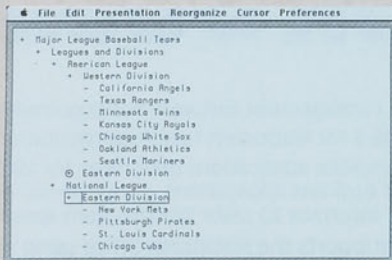 File Edit Presentation Reorganize Cursor Preferences
+ Major League Baseball Teams
+ Leagues and Divisions
+ American League
+ Western Division
- California Angels
- Texas Rangers
- Minnesota Twins
- Kansas City Royals
- Chicago White Sox
- Oakland Athletics
- Seattle Mariners
⊕ Eastern Division
+ National League
+ Eastern Division
- New York Mets
- Pittsburgh Pirates
- St. Louis Cardinals
- Chicago Cubs